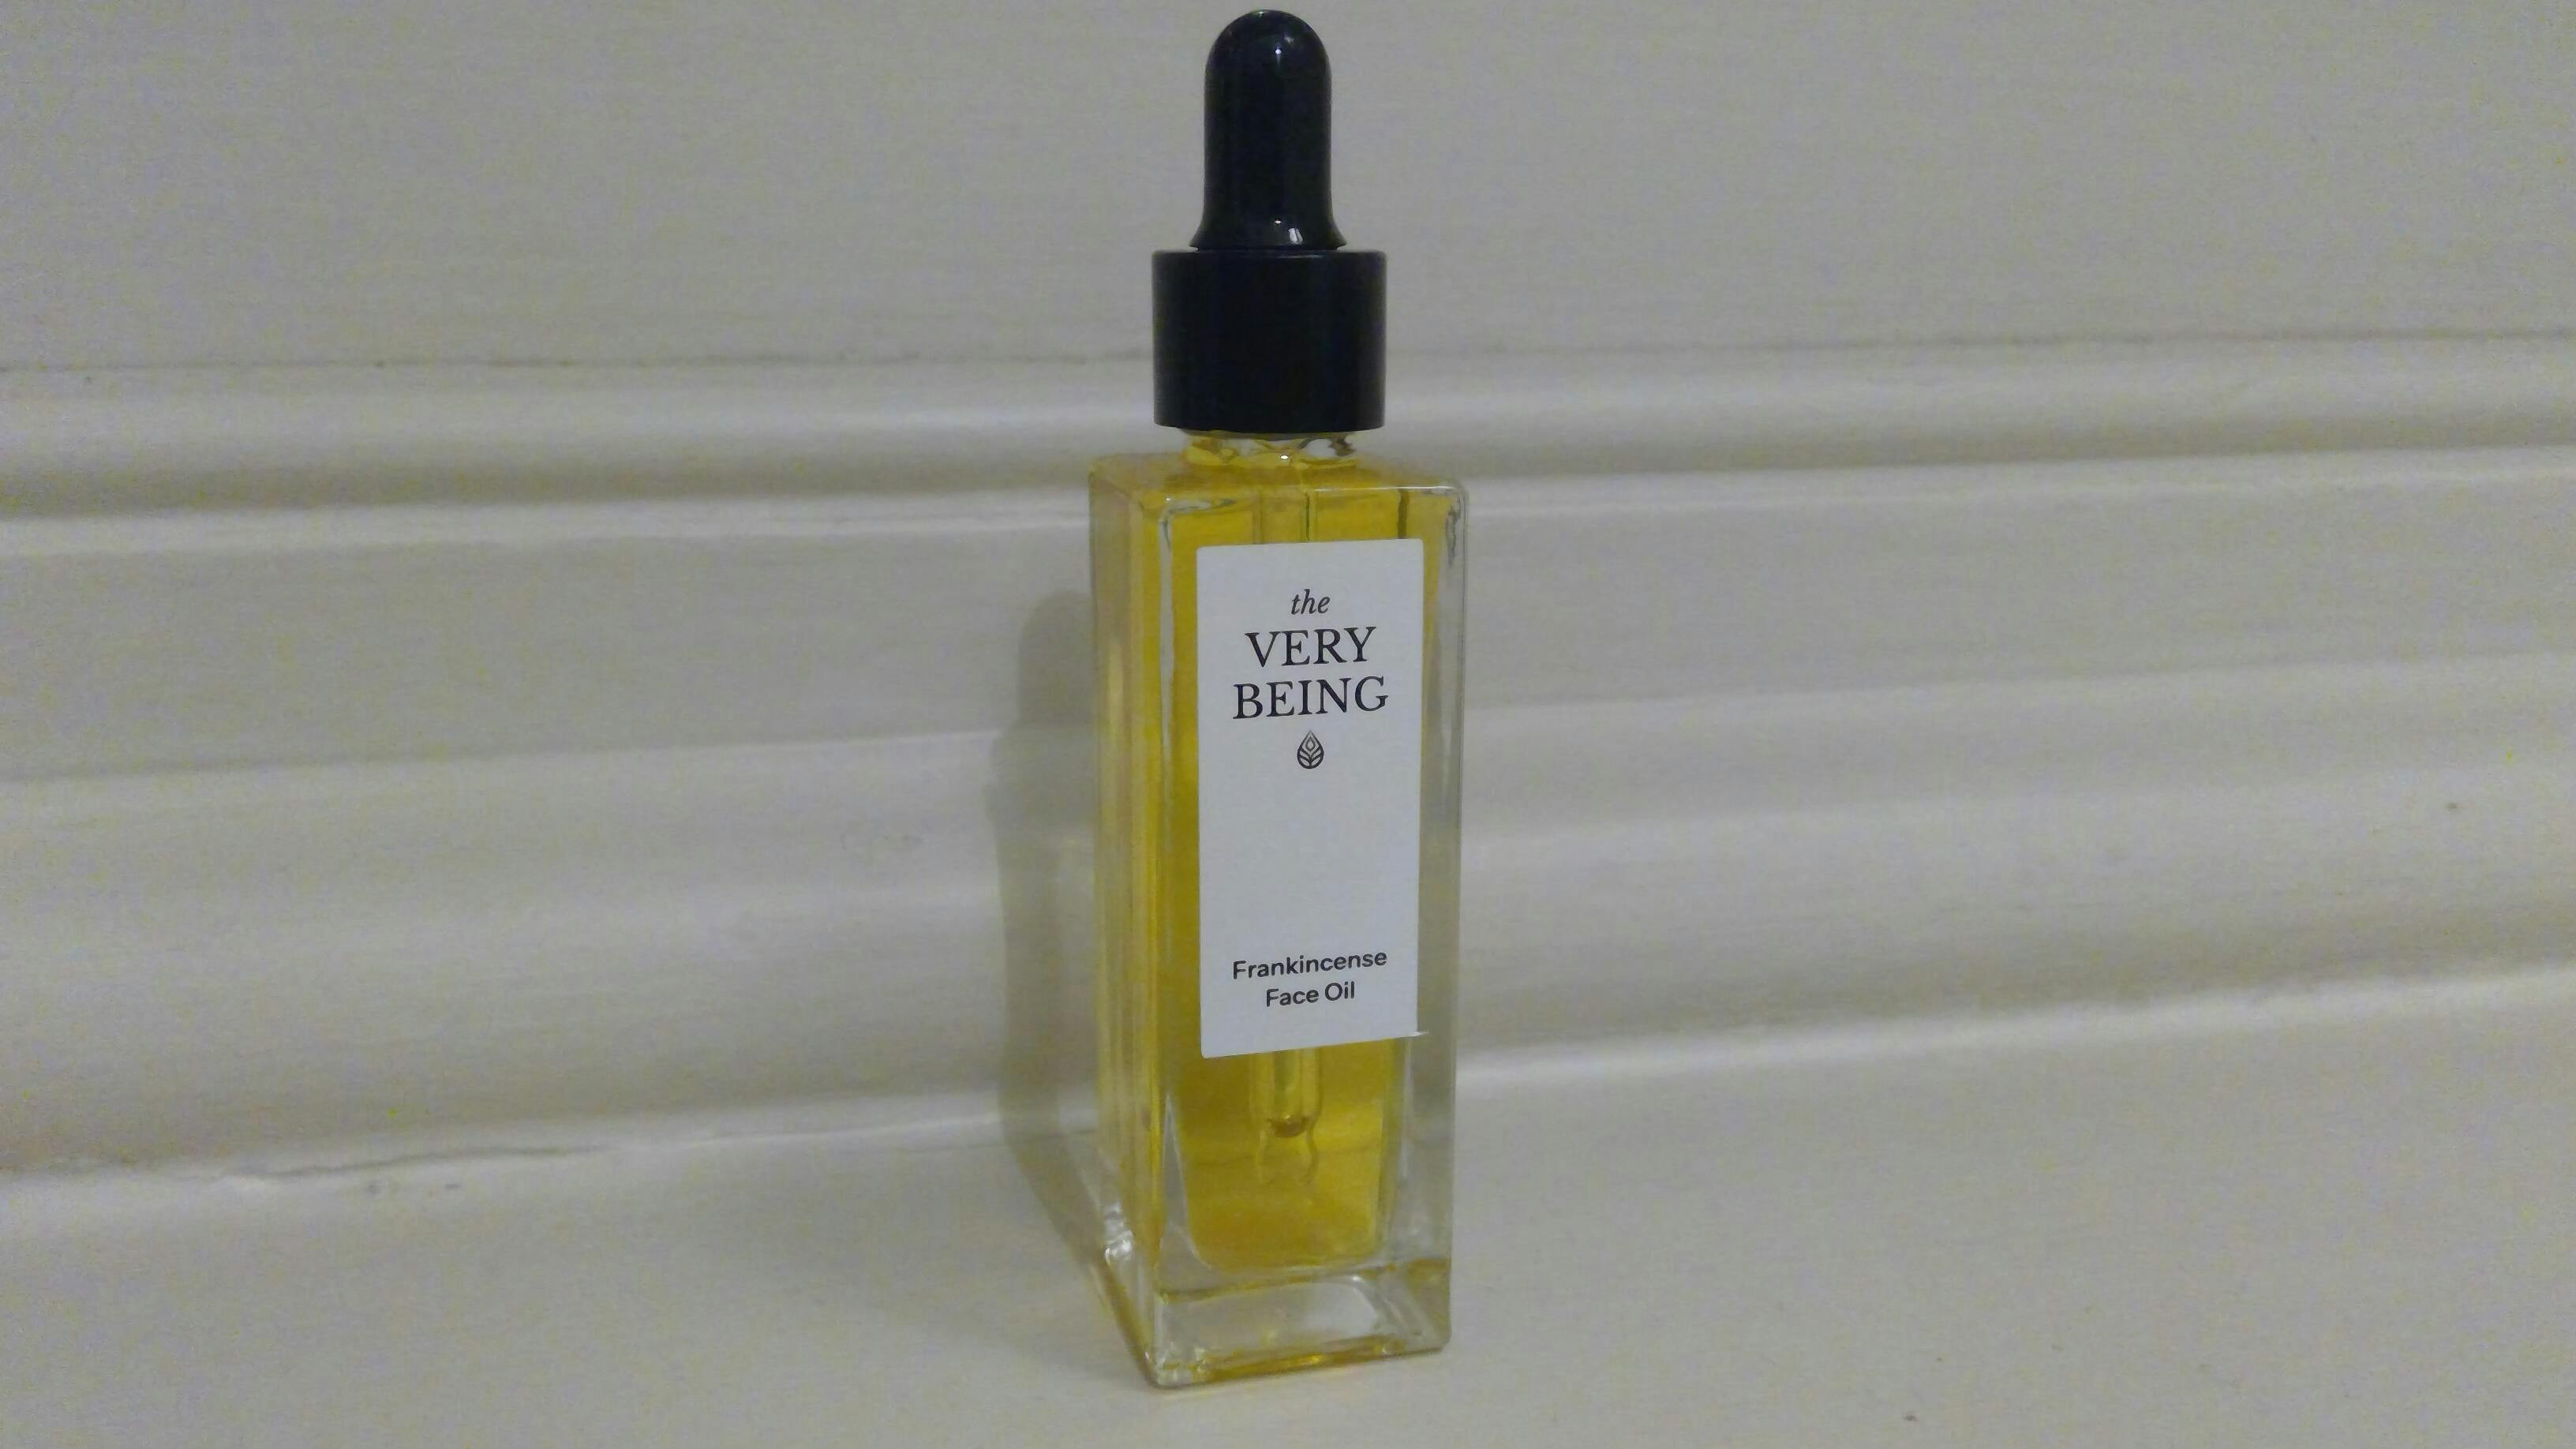 the
VERY
BEING
Frankincense
Face Oil